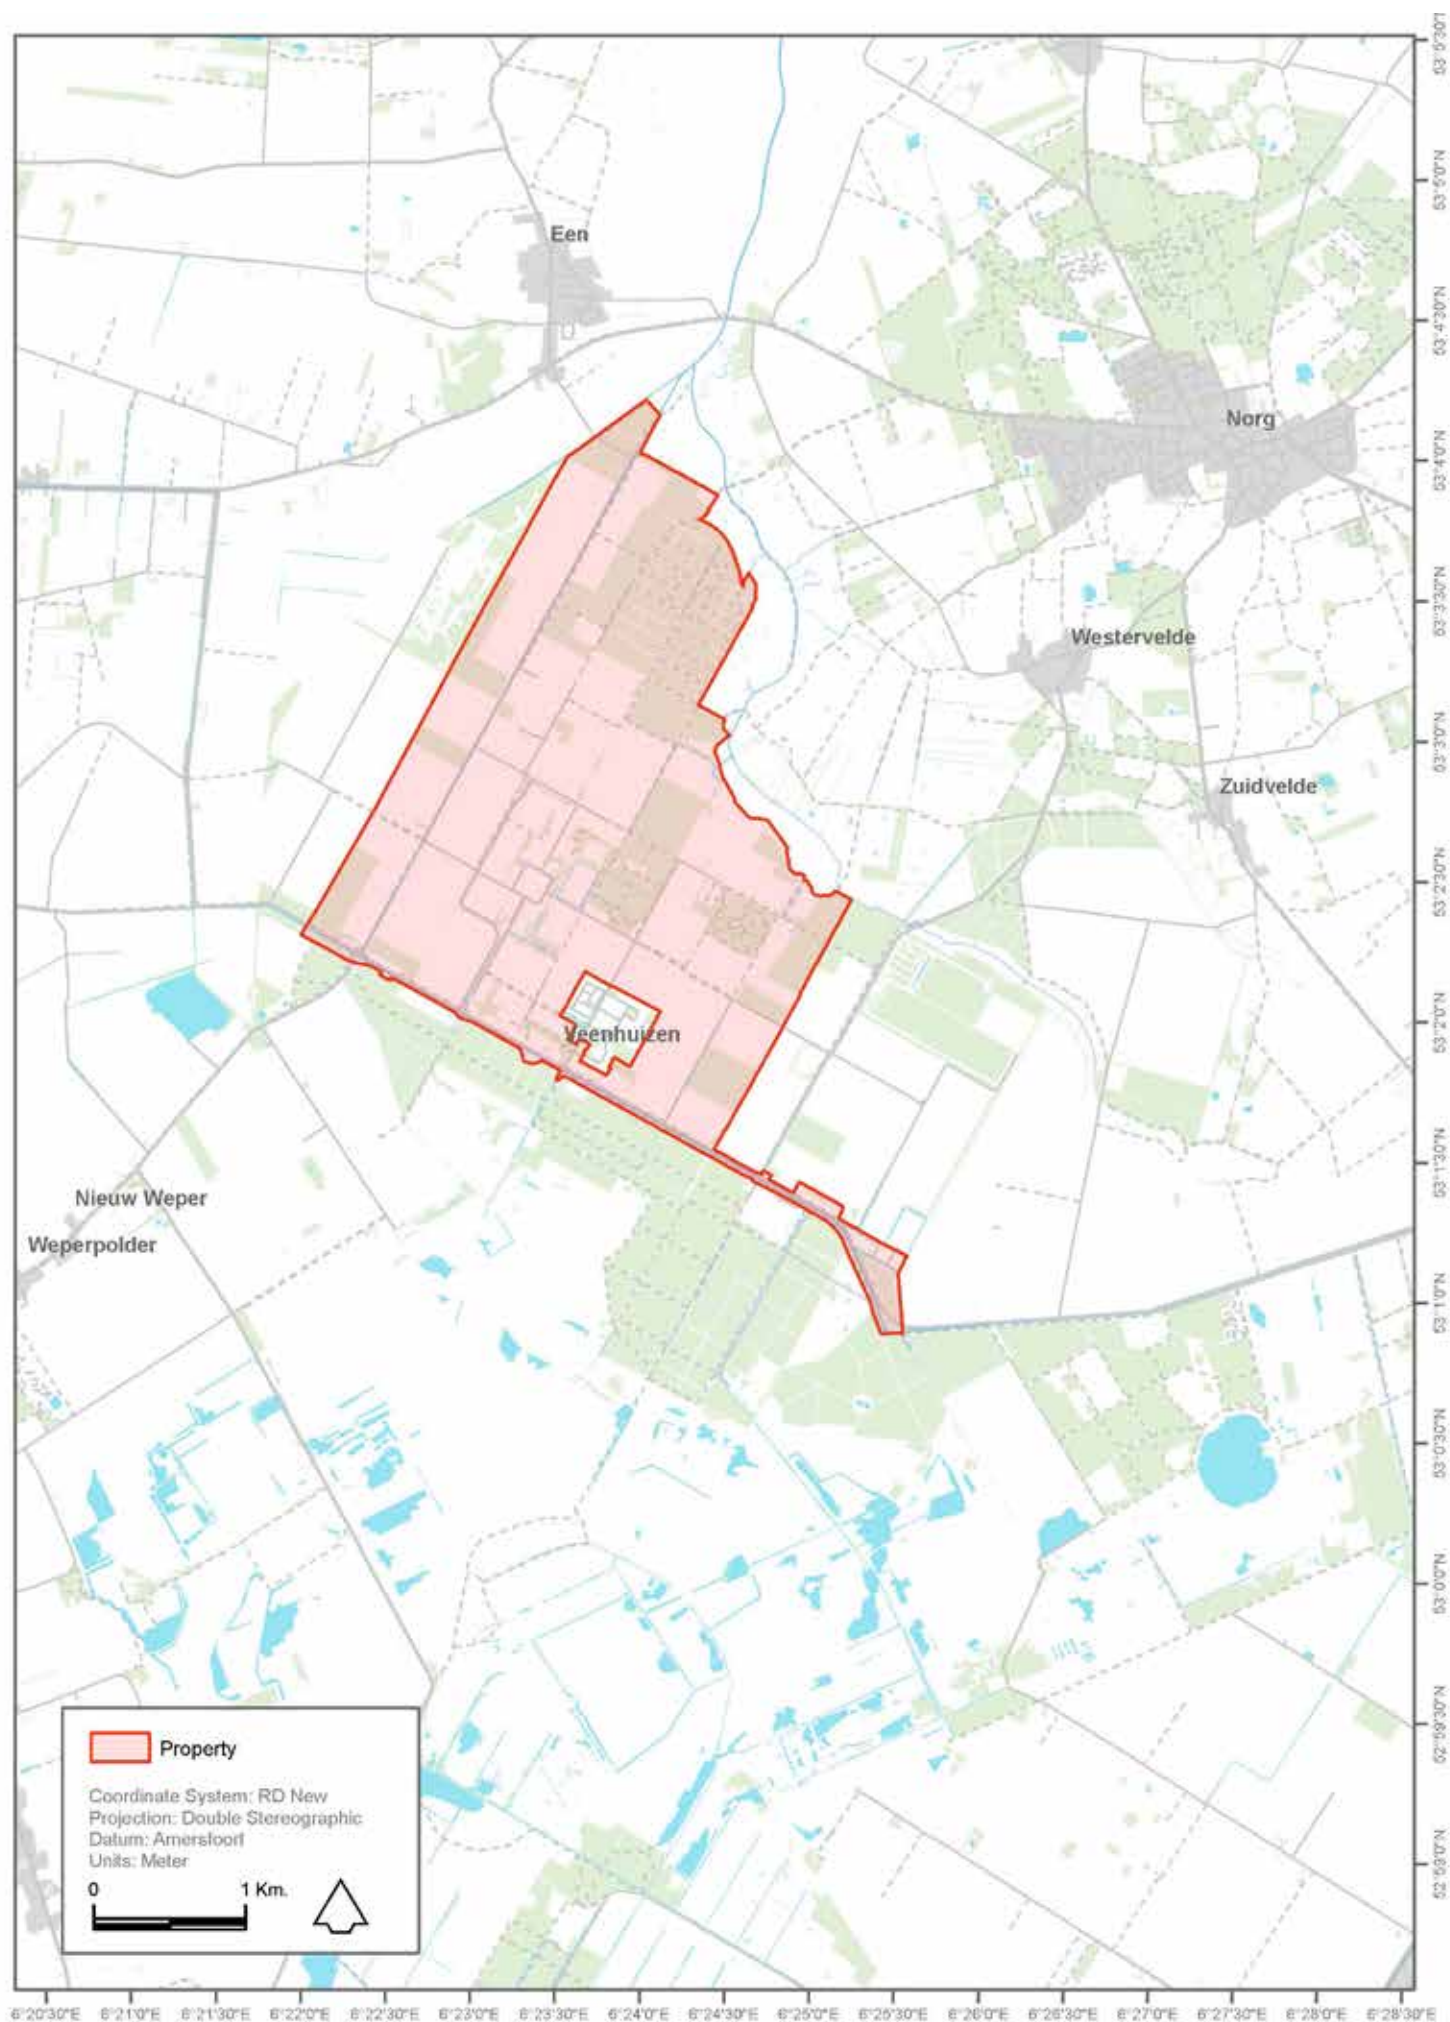 Een
Norg
Westervelde
Zuidvelde
Veenhuizen
Nieuw Weper
Weperpolder
Property
Coordinate System: RD New
Projection: Double Stereographic
Datum: Amersfoort
Units: Meter
0 1 Km.
53°5'0"N
53°4'30"N
53°4'0"N
53°3'30"N
53°3'0"N
53°2'30"N
53°2'0"N
53°1'30"N
53°1'0"N
53°0'30"N
53°0'0"N
52°59'30"N
52°59'0"N
6°20'30"E 6°21'0"E 6°21'30"E 6°22'0"E 6°22'30"E 6°23'0"E 6°23'30"E 6°24'0"E 6°24'30"E 6°25'0"E 6°25'30"E 6°26'0"E 6°26'30"E 6°27'0"E 6°27'30"E 6°28'0"E 6°28'30"E